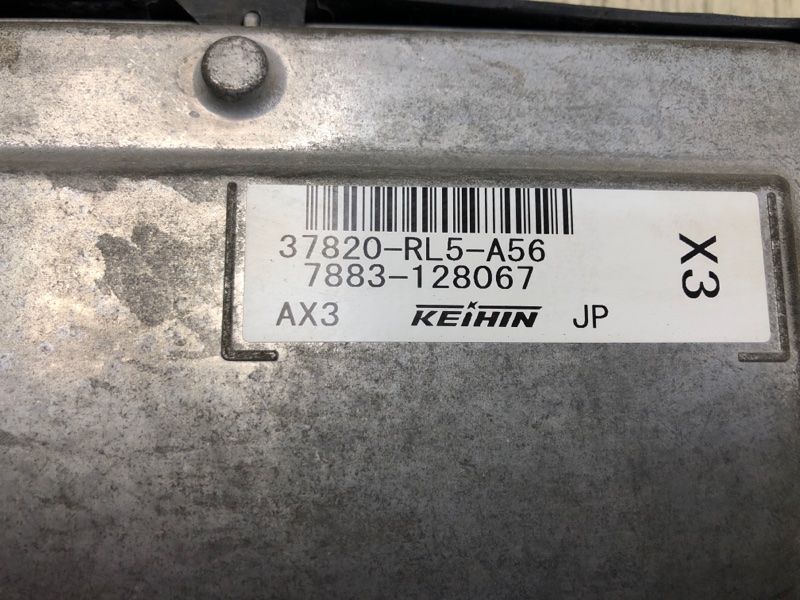 37820-RL5-A56
7883-128067
AX3 KEIHIN JP
X3